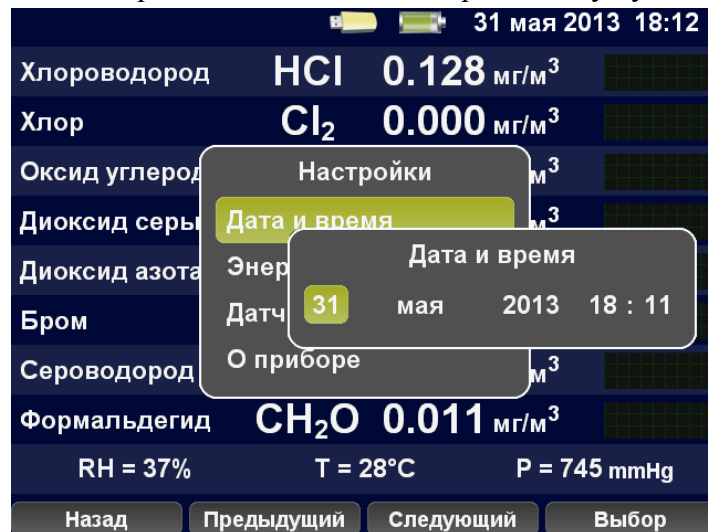 31 мая 2013 18:12
Хлороводород HCl 0.128 мг/м³
Хлор Cl₂ 0.000 мг/м³
Оксид углерод м³
Настройки
Диоксид серы м³
Дата и время
Диоксид азота
Энер
Дата и время
Бром
Датч
31 мая 2013 18 : 11
Сероводород м³
О приборе
Формальдегид CH₂O 0.011 мг/м³
RH = 37% T = 28°C P = 745 mmHg
Назад Предыдущий Следующий Выбор